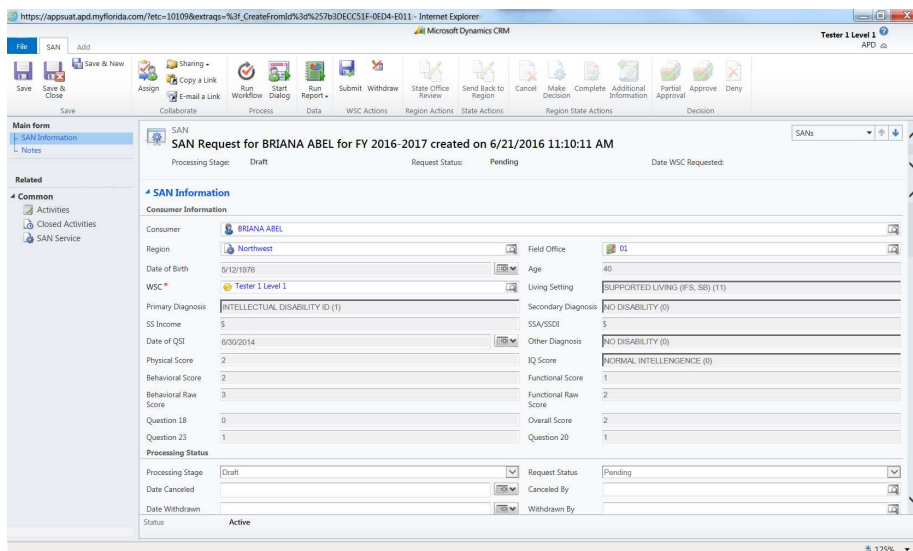 https://appsuat.apd.myflorida.com/?etc=10109&extraqs=%3f_CreateFromId%3d%257b3DECC51F-0ED4-E011 - Internet Explorer
Microsoft Dynamics CRM
Tester 1 Level 1
APD
File SAN Add
Save Save & Close Save & New
Assign Sharing Copy a Link E-mail a Link
Run Workflow Start Dialog
Run Report
Submit Withdraw
State Office Review
Send Back to Region
Cancel Make Decision Complete Additional Information
Partial Approval Approve Deny
Save Collaborate Process Data WSC Actions Region Actions State Actions Region State Actions Decision
Main form
SAN Information
Notes
Related
Common
Activities
Closed Activities
SAN Service
SAN
SANs
SAN Request for BRIANA ABEL for FY 2016-2017 created on 6/21/2016 11:10:11 AM
Processing Stage: Draft Request Status: Pending Date WSC Requested:
SAN Information
Consumer Information
Consumer BRIANA ABEL
Region Northwest Field Office 01
Date of Birth 5/12/1976 Age 40
WSC * Tester 1 Level 1 Living Setting SUPPORTED LIVING (IFS, SB) (11)
Primary Diagnosis INTELLECTUAL DISABILITY ID (1) Secondary Diagnosis NO DISABILITY (0)
SS Income $ SSA/SSDI $
Date of QSI 6/30/2014 Other Diagnosis NO DISABILITY (0)
Physical Score 2 IQ Score NORMAL INTELLENGENCE (0)
Behavioral Score 2 Functional Score 1
Behavioral Raw Score 3 Functional Raw Score 2
Question 18 0 Overall Score 2
Question 23 1 Question 20 1
Processing Status
Processing Stage Draft Request Status Pending
Date Canceled Canceled By
Date Withdrawn Withdrawn By
Status Active
125%